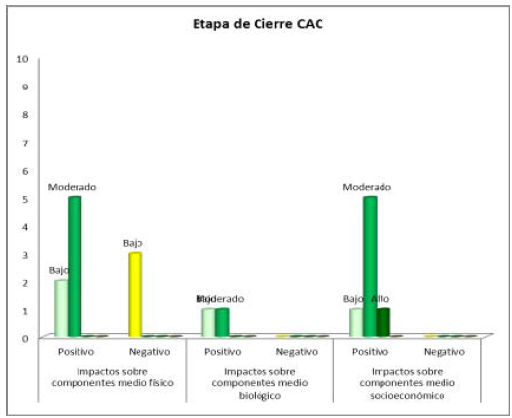 Etapa de Cierre CAC
10
9
8
7
6
5
4
3
2
1
0
Moderado
Bajo
Bajo
Bajo
Moderado
Moderado
Bajo
Alto
Positivo
Negativo
Positivo
Negativo
Positivo
Negativo
Impactos sobre
componentes medio físico
Impactos sobre
componentes medio
biologico
Impactos sobre
componentes medio
socioeconómico